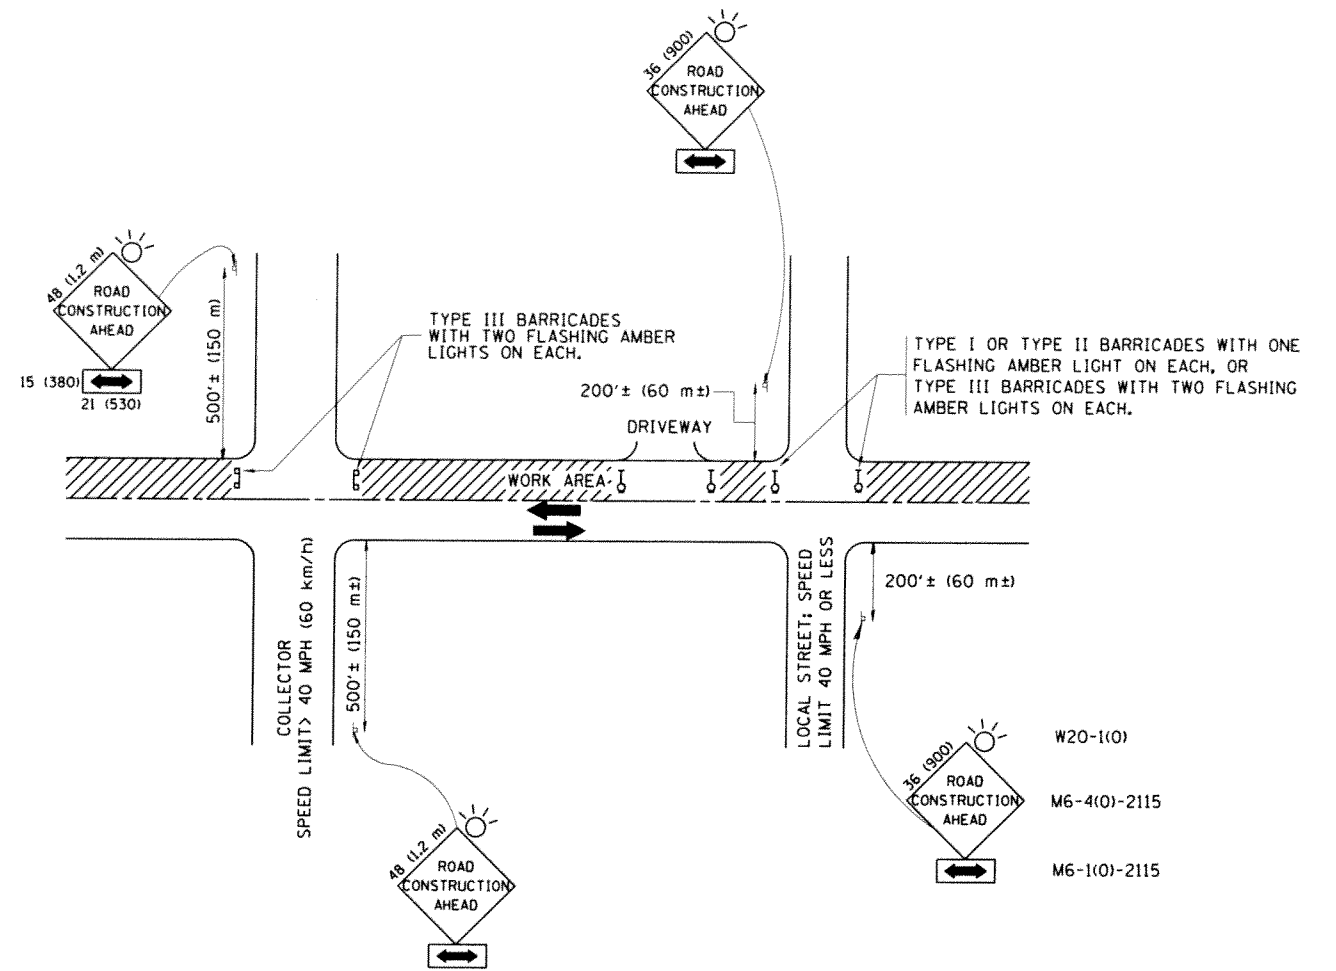 36 (900)
ROAD
CONSTRUCTION
AHEAD
48 (1.2 m)
ROAD
CONSTRUCTION
AHEAD
15 (380)
21 (530)
500'± (150 m)
TYPE III BARRICADES
WITH TWO FLASHING AMBER
LIGHTS ON EACH.
200'± (60 m±)
DRIVEWAY
TYPE I OR TYPE II BARRICADES WITH ONE
FLASHING AMBER LIGHT ON EACH, OR
TYPE III BARRICADES WITH TWO FLASHING
AMBER LIGHTS ON EACH.
WORK AREA
COLLECTOR
SPEED LIMIT> 40 MPH (60 km/h)
500'± (150 m±)
LOCAL STREET; SPEED
LIMIT 40 MPH OR LESS
200'± (60 m±)
48 (1.2 m)
ROAD
CONSTRUCTION
AHEAD
36 (900)
ROAD
CONSTRUCTION
AHEAD
W20-1(O)
M6-4(O)-2115
M6-1(O)-2115